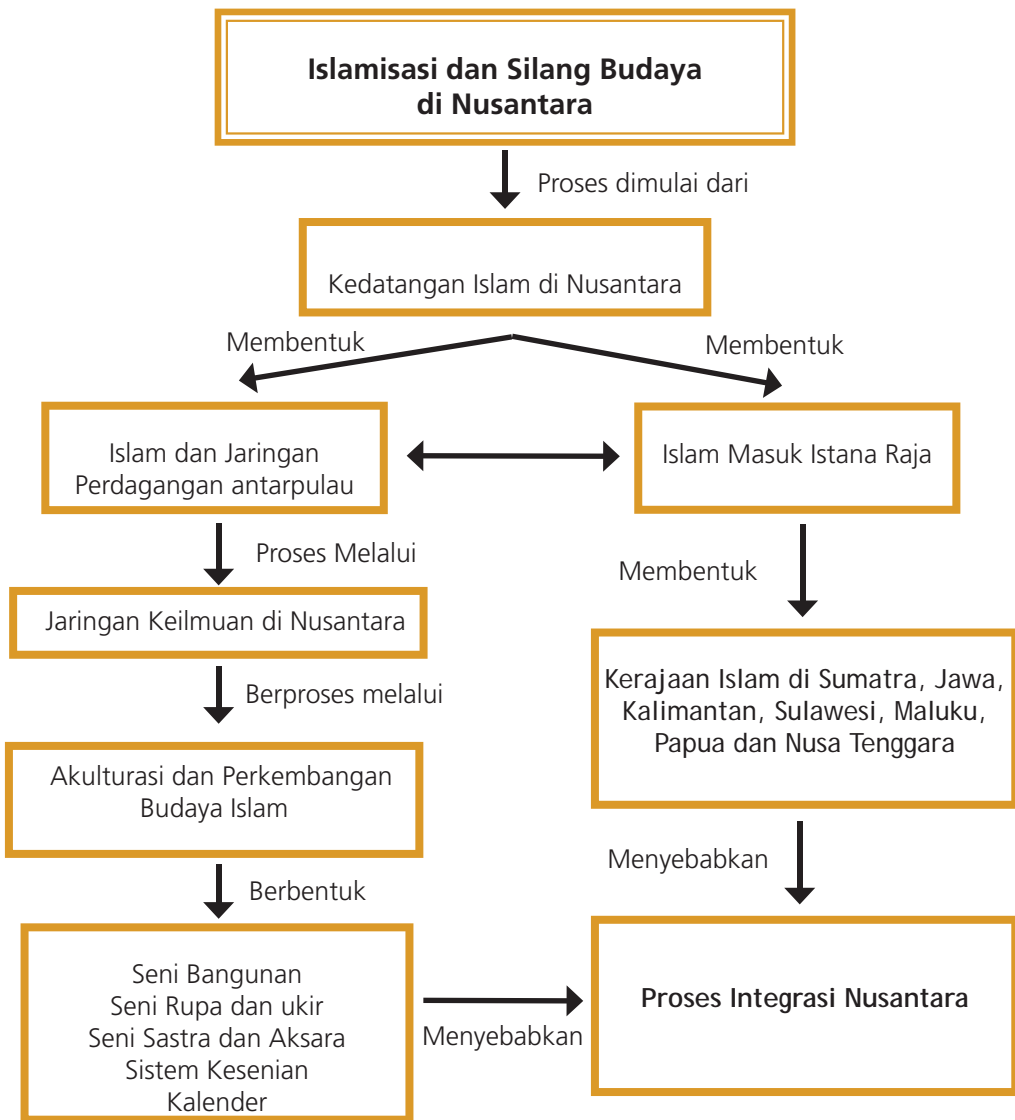 Islamisasi dan Silang Budaya
di Nusantara
Proses dimulai dari
Kedatangan Islam di Nusantara
Membentuk
Membentuk
Islam dan Jaringan
Perdagangan antarpulau
Islam Masuk Istana Raja
Proses Melalui
Membentuk
Jaringan Keilmuan di Nusantara
Berproses melalui
Kerajaan Islam di Sumatra, Jawa,
Kalimantan, Sulawesi, Maluku,
Papua dan Nusa Tenggara
Akulturasi dan Perkembangan
Budaya Islam
Menyebabkan
Berbentuk
Seni Bangunan
Seni Rupa dan ukir
Seni Sastra dan Aksara
Sistem Kesenian
Kalender
Menyebabkan
Proses Integrasi Nusantara